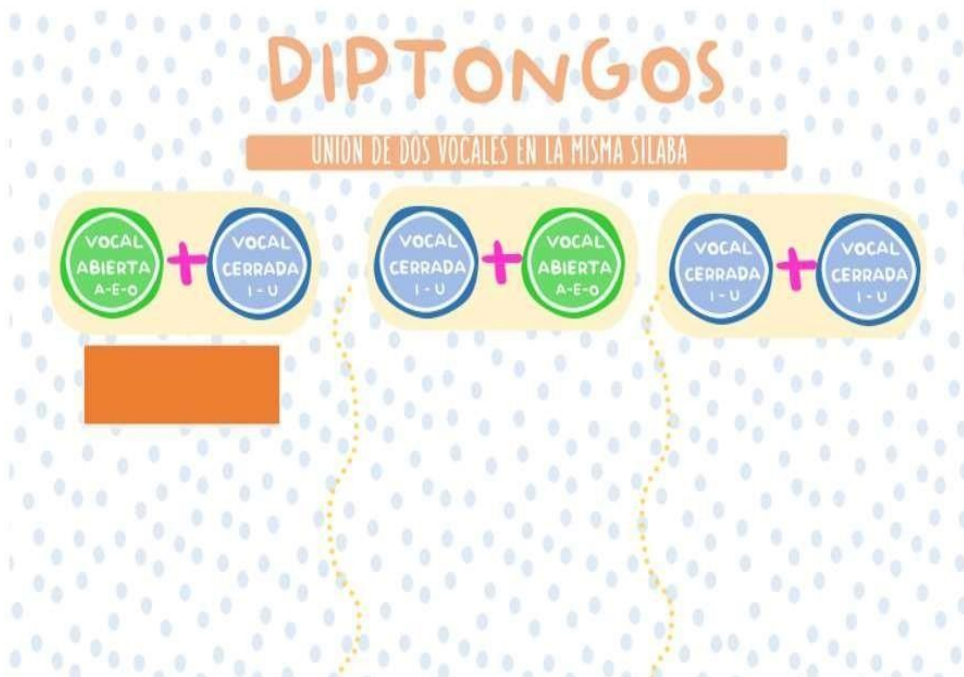 DIPTONGOS
UNION DE DOS VOCALES EN LA MISMA SILABA
VOCAL
ABIERTA
A-E-O
+
VOCAL
CERRADA
I - U
VOCAL
CERRADA
I - U
+
VOCAL
ABIERTA
A-E-O
VOCAL
CERRADA
I - U
+
VOCAL
CERRADA
I - U